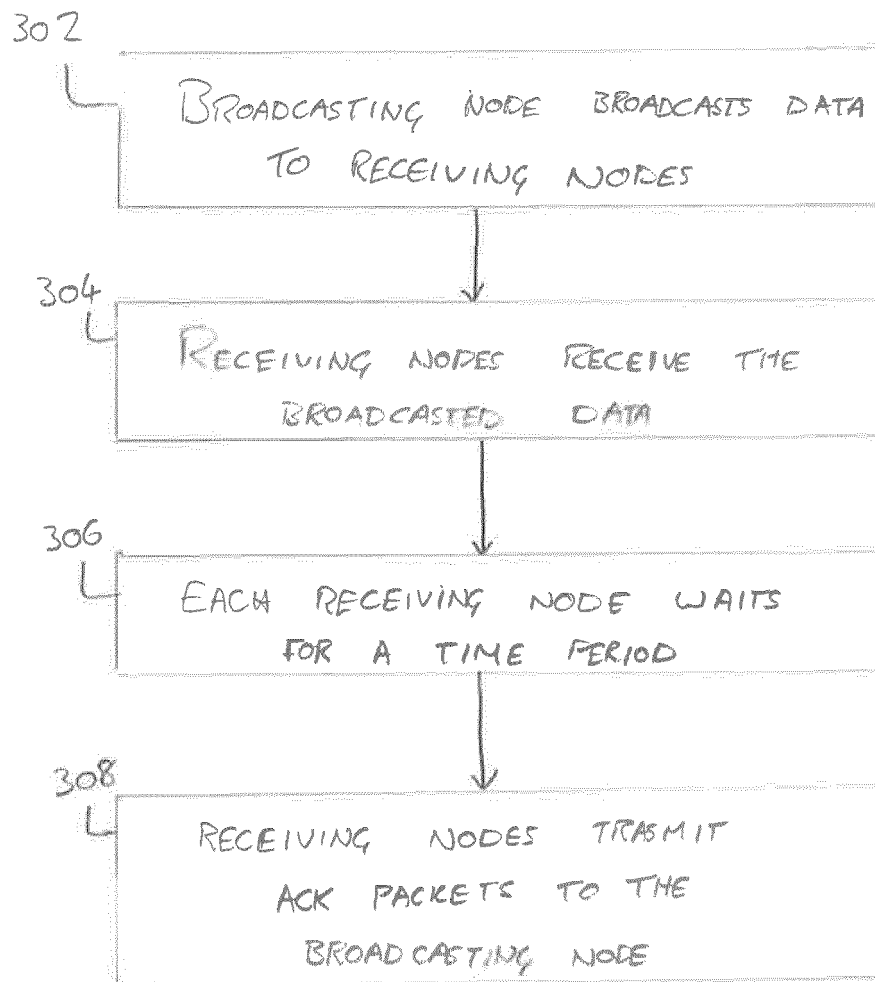 302
BROADCASTING NODE BROADCASTS DATA
TO RECEIVING NODES
304
RECEIVING NODES RECEIVE THE
BROADCASTED DATA
306
EACH RECEIVING NODE WAITS
FOR A TIME PERIOD
308
RECEIVING NODES TRASMIT
ACK PACKETS TO THE
BROADCASTING NODE